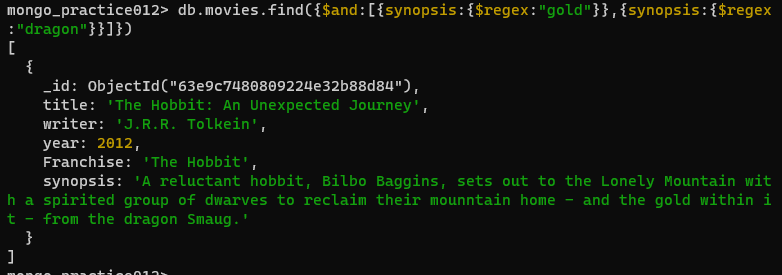 mongo_practice012> db.movies.find({$and:[{synopsis:{$regex:"gold"}},{synopsis:{$regex
:"dragon"}}]})
[
  {
    _id: ObjectId("63e9c7480809224e32b88d84"),
    title: 'The Hobbit: An Unexpected Journey',
    writer: 'J.R.R. Tolkein',
    year: 2012,
    Franchise: 'The Hobbit',
    synopsis: 'A reluctant hobbit, Bilbo Baggins, sets out to the Lonely Mountain wit
h a spirited group of dwarves to reclaim their mounntain home - and the gold within i
t - from the dragon Smaug.'
  }
]
mongo_practice012>